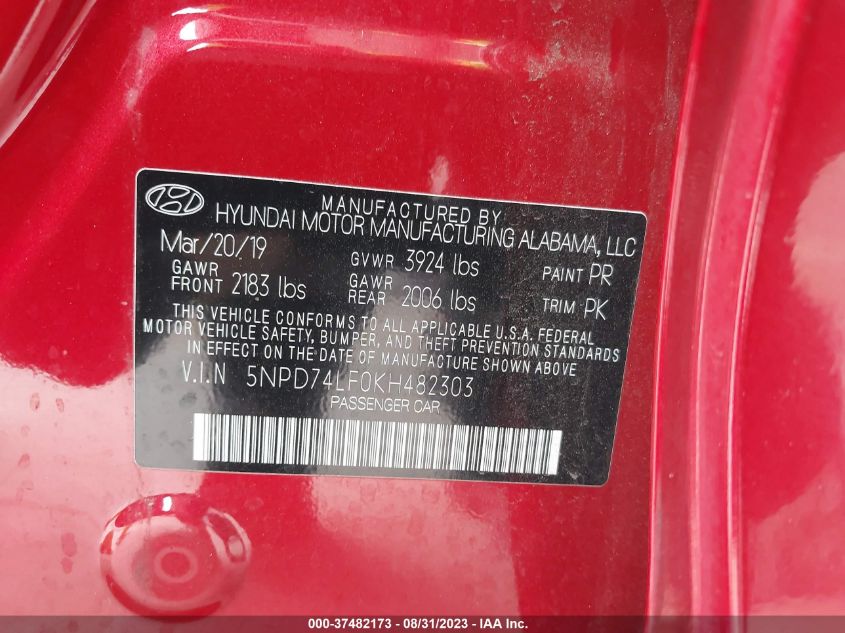 MANUFACTURED BY
HYUNDAI MOTOR MANUFACTURING ALABAMA, LLC
Mar/20/19 GVWR 3924 lbs PAINT PR
GAWR FRONT 2183 lbs GAWR REAR 2006 lbs TRIM PK
THIS VEHICLE CONFORMS TO ALL APPLICABLE U.S.A. FEDERAL
MOTOR VEHICLE SAFETY, BUMPER, AND THEFT PREVENTION STANDARDS
IN EFFECT ON THE DATE OF MANUFACTURE SHOWN ABOVE.
V.I.N 5NPD74LF0KH482303
PASSENGER CAR
000-37482173 - 08/31/2023 - IAA Inc.